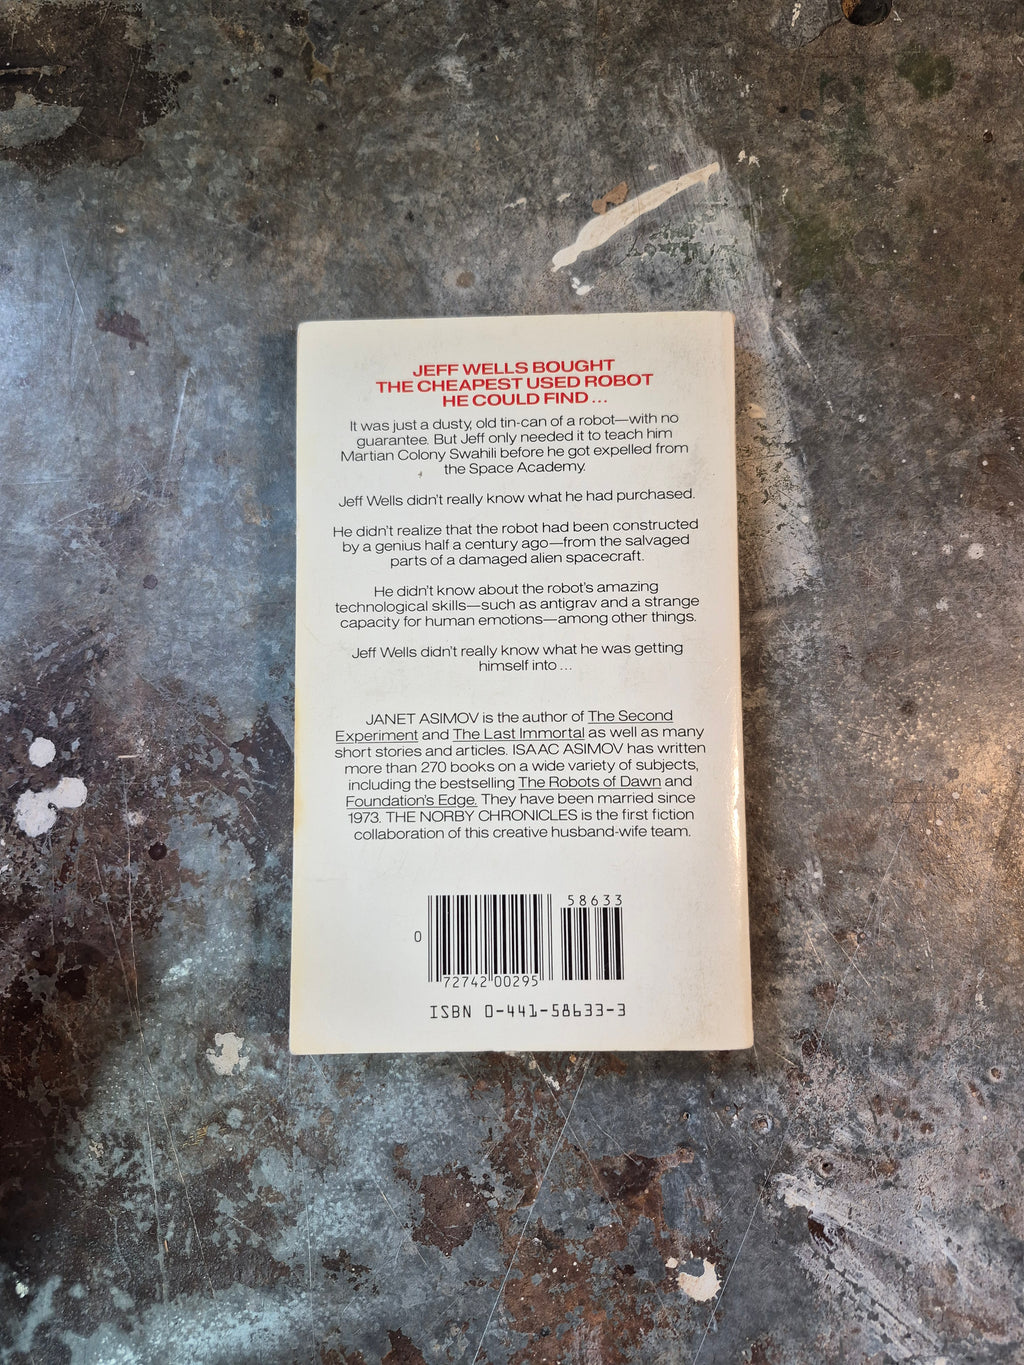 JEFF WELLS BOUGHT
THE CHEAPEST USED ROBOT
HE COULD FIND...
It was just a dusty, old tin-can of a robot—with no
guarantee. But Jeff only needed it to teach him
Martian Colony Swahili before he got expelled from
the Space Academy.
Jeff Wells didn't really know what he had purchased.
He didn't realize that the robot had been constructed
by a genius half a century ago—from the salvaged
parts of a damaged alien spacecraft.
He didn't know about the robot's amazing
technological skills—such as antigrav and a strange
capacity for human emotions—among other things.
Jeff Wells didn't really know what he was getting
himself into...
JANET ASIMOV is the author of The Second
Experiment and The Last Immortal as well as many
short stories and articles. ISAAC ASIMOV has written
more than 270 books on a wide variety of subjects,
including the bestselling The Robots of Dawn and
Foundation's Edge. They have been married since
1973. THE NORBY CHRONICLES is the first fiction
collaboration of this creative husband-wife team.
58633
0
72742 00295
ISBN 0-441-58633-3